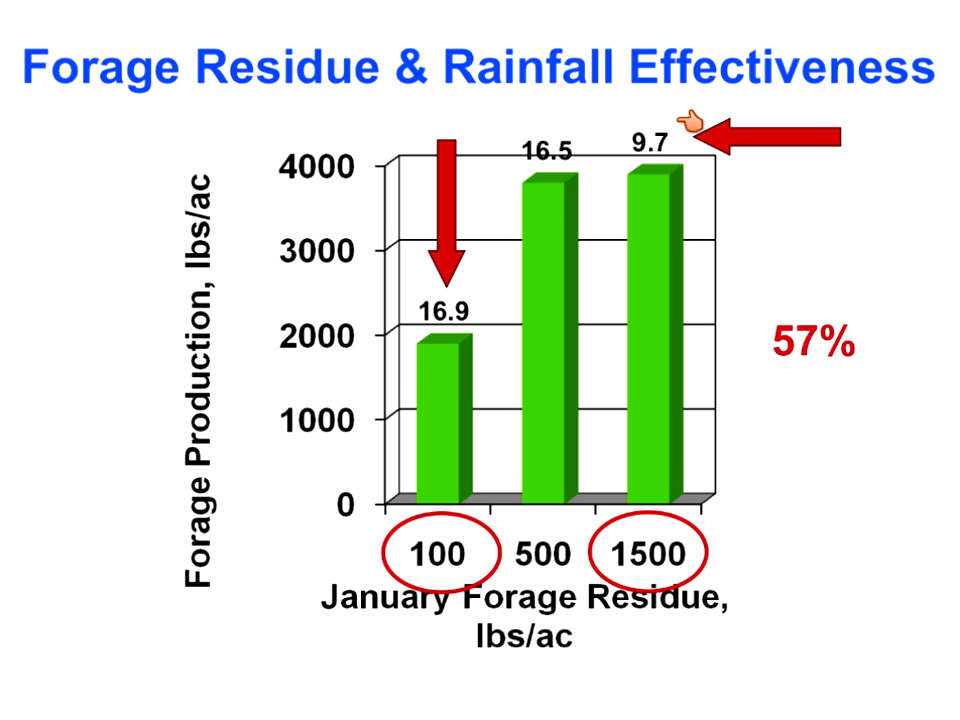 Forage Residue & Rainfall Effectiveness
Forage Production, lbs/ac
4000
3000
2000
1000
0
16.9
16.5
9.7
57%
100 500 1500
January Forage Residue,
lbs/ac